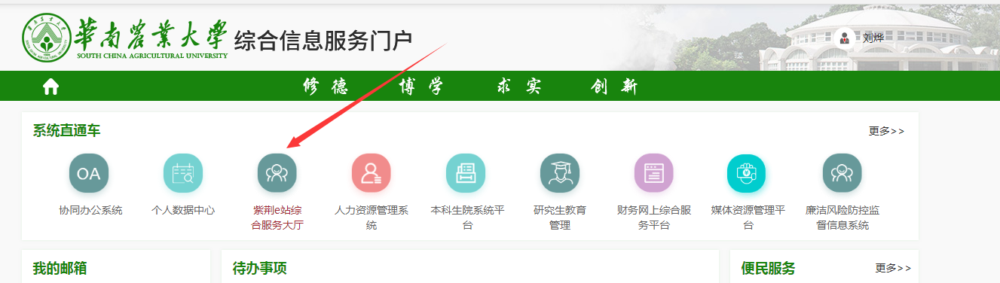 華南農業大學
SOUTH CHINA AGRICULTURAL UNIVERSITY
综合信息服务门户
刘烨
修德 博学 求实 创新
系统直通车
更多>>
OA
协同办公系统
个人数据中心
紫荆e站综
合服务大厅
人力资源管理系
统
本科生院系统平
台
研究生教育
管理
财务网上综合服
务平台
媒体资源管理平
台
廉洁风险防控监
督信息系统
我的邮箱
待办事项
便民服务
更多>>